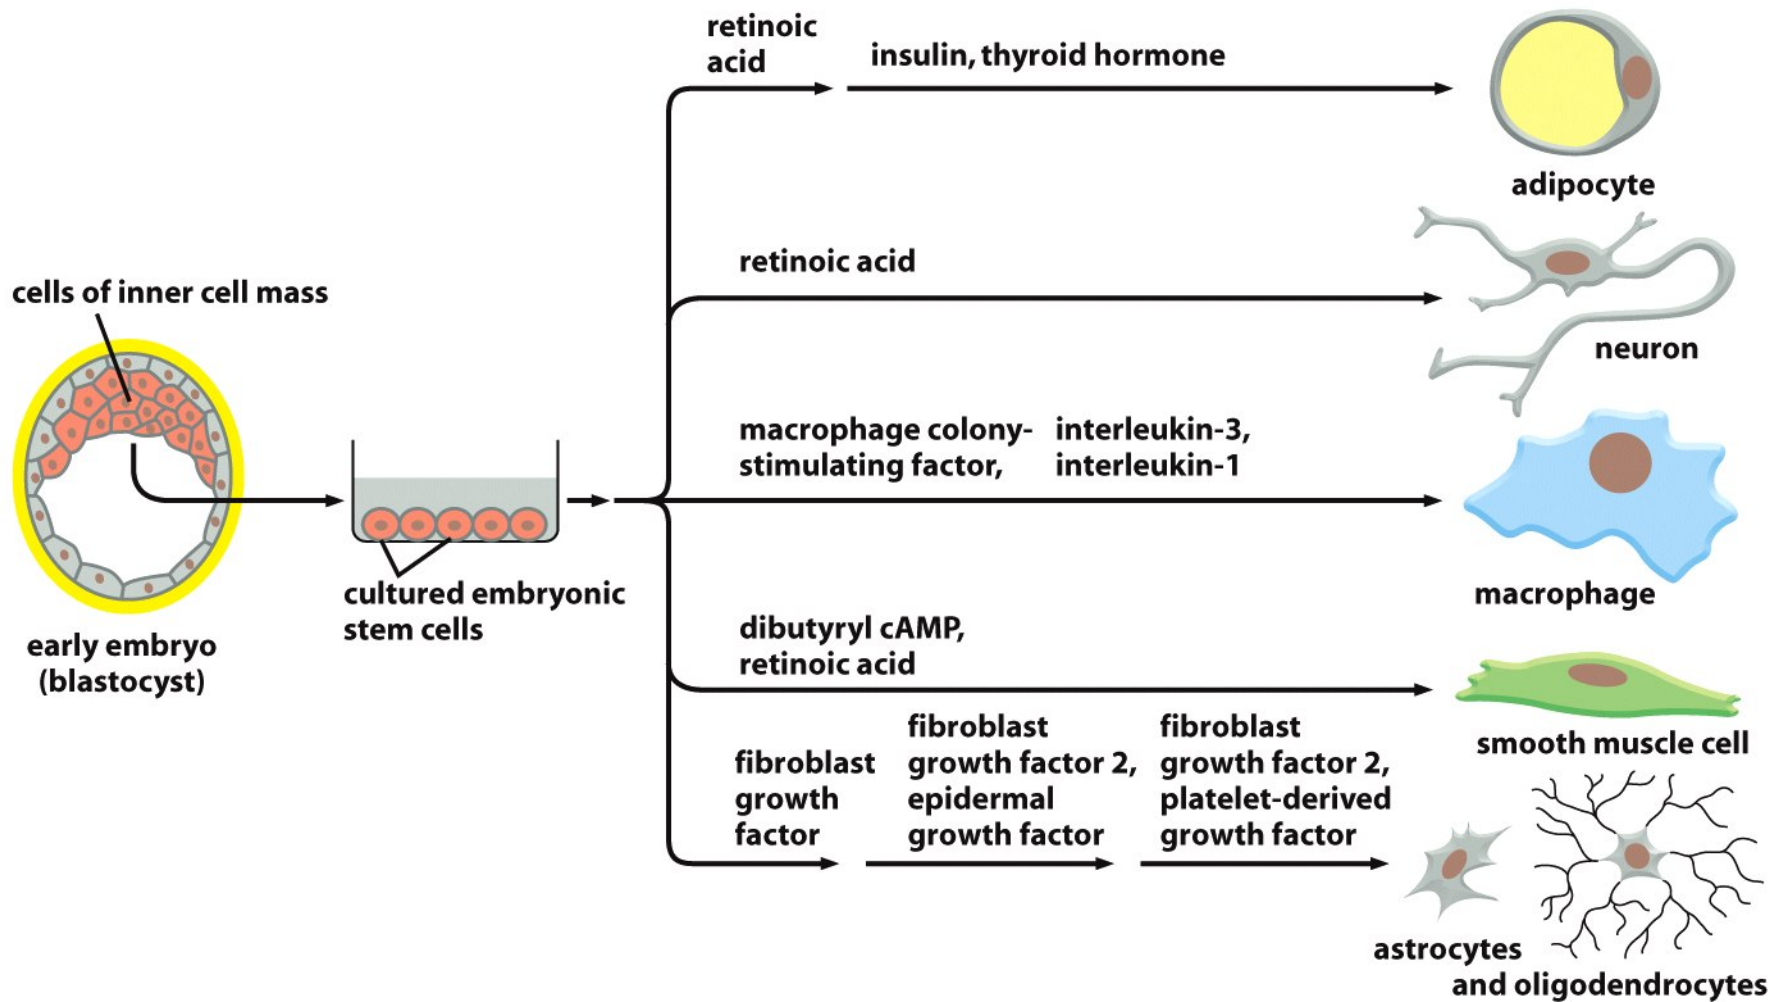 retinoic
acid
insulin, thyroid hormone
adipocyte
retinoic acid
neuron
cells of inner cell mass
early embryo
(blastocyst)
cultured embryonic
stem cells
macrophage colony-
stimulating factor,
interleukin-3,
interleukin-1
macrophage
dibutyryl cAMP,
retinoic acid
smooth muscle cell
fibroblast
growth
factor
fibroblast
growth factor 2,
epidermal
growth factor
fibroblast
growth factor 2,
platelet-derived
growth factor
astrocytes
and oligodendrocytes